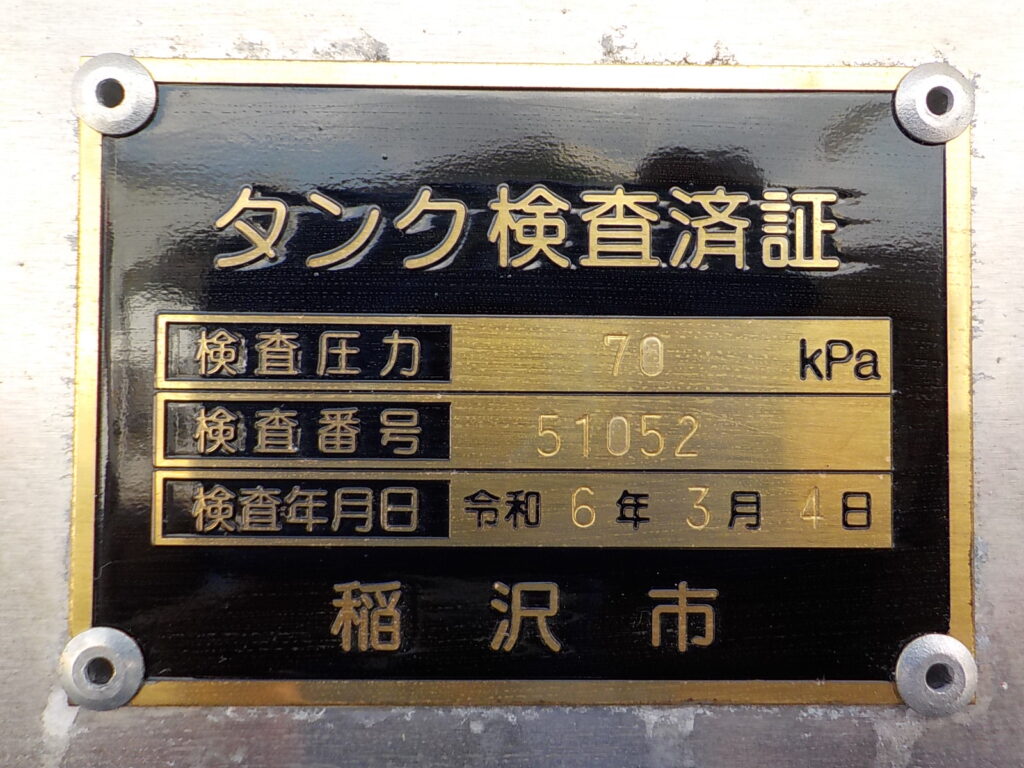 タンク検査済証
検査圧力 70 kPa
検査番号 51052
検査年月日 令和 6 年 3 月 4 日
稲沢市